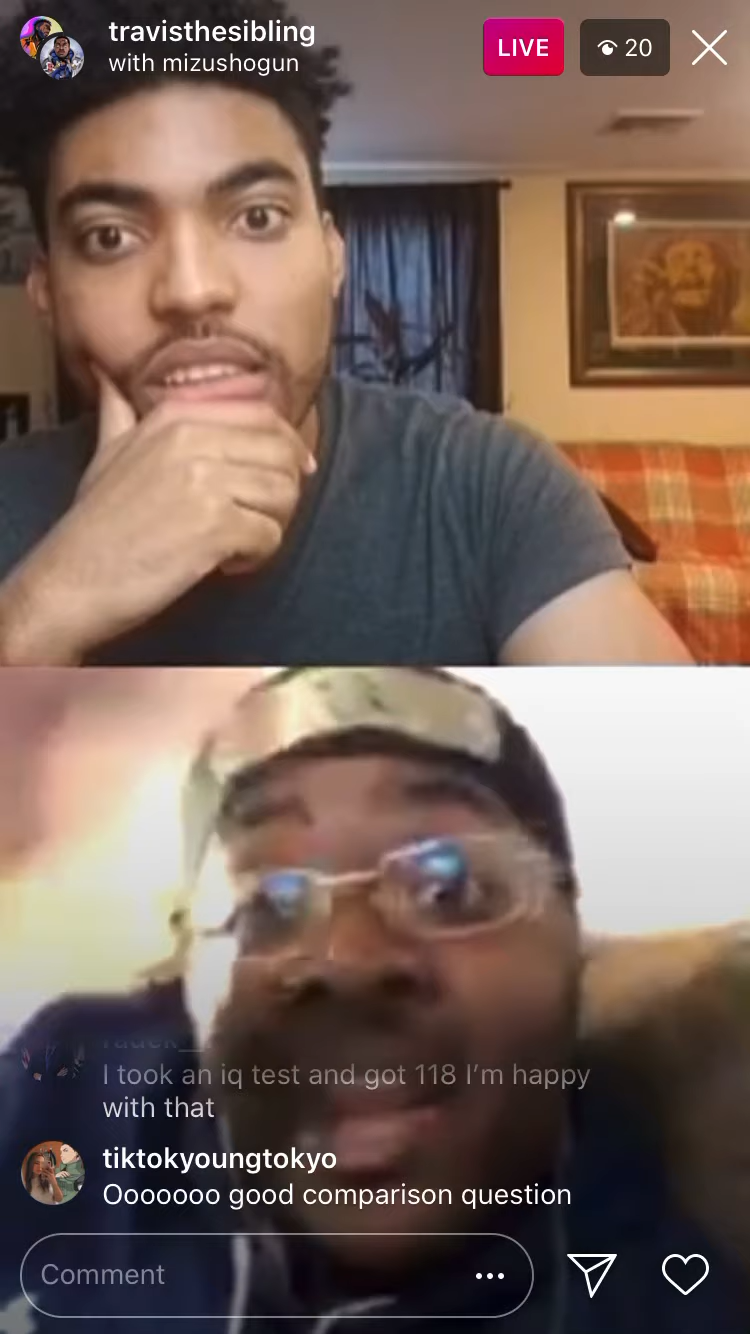 travisthesibling
with mizushogun
LIVE
20
I took an iq test and got 118 I’m happy
with that
tiktokyoungtokyo
Ooooooo good comparison question
Comment